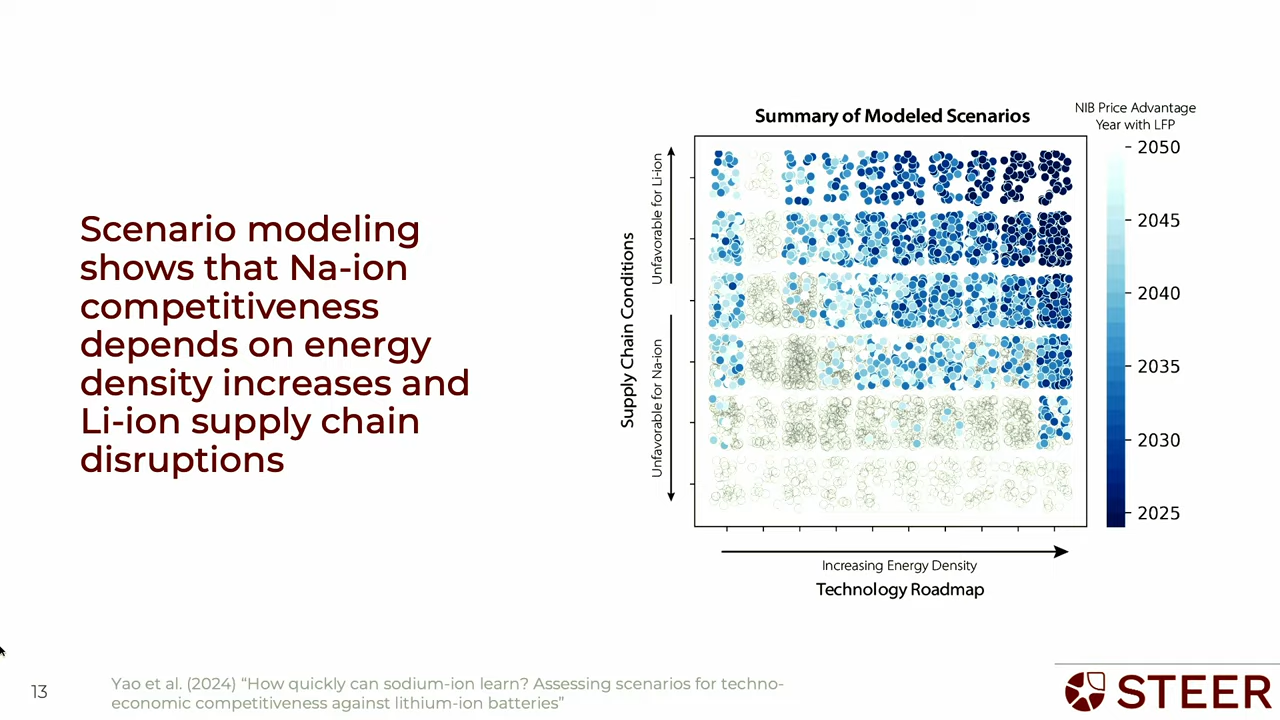 Scenario modeling
shows that Na-ion
competitiveness
depends on energy
density increases and
Li-ion supply chain
disruptions
Summary of Modeled Scenarios
NIB Price Advantage
Year with LFP
Supply Chain Conditions
Unfavorable for Li-ion
Unfavorable for Na-ion
2050
2045
2040
2035
2030
2025
Increasing Energy Density
Technology Roadmap
13
Yao et al. (2024) “How quickly can sodium-ion learn? Assessing scenarios for techno-
economic competitiveness against lithium-ion batteries”
STEER